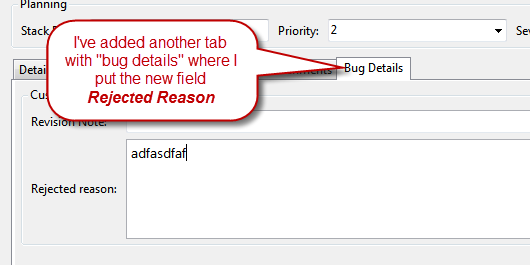 Planning
Stack
Priority: 2
Sev
I've added another tab
with "bug details" where I
put the new field
Rejected Reason
Detai
Bug Details
Cus
Revision Note:
Rejected reason:
adfasdfaf